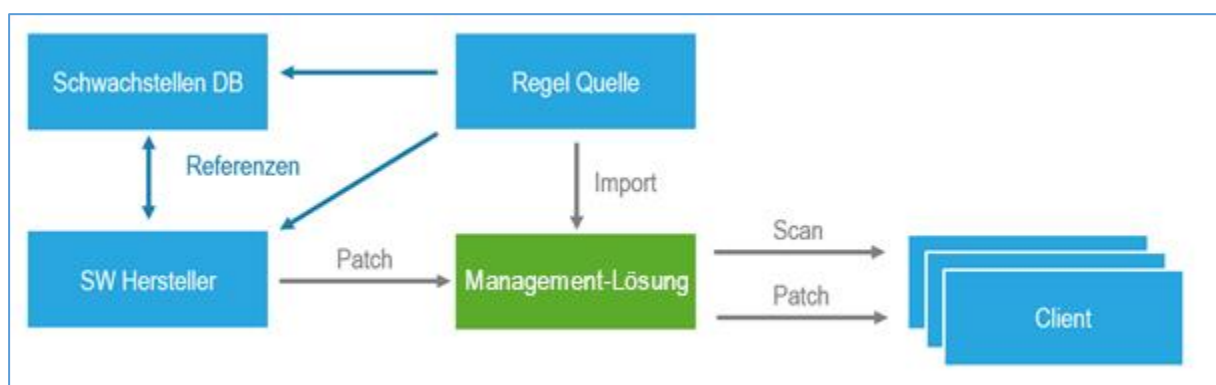 Schwachstellen DB
Regel Quelle
Referenzen
Import
SW Hersteller
Patch
Management-Lösung
Scan
Patch
Client